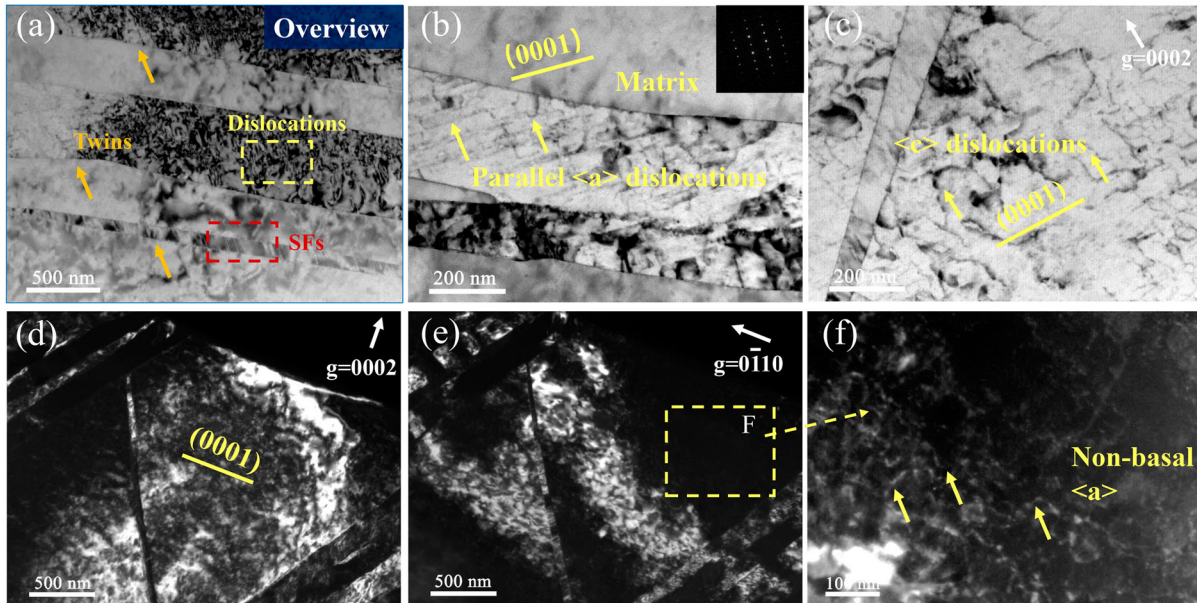 (a)
Overview
Dislocations
Twins
SFs
500 nm
(b)
(0001)
Matrix
Parallel <a> dislocations
200 nm
(c)
g=0002
<c> dislocations
(0001)
200 nm
(d)
g=0002
(0001)
500 nm
(e)
g=01̅10
F
500 nm
(f)
Non-basal
<a>
100 nm